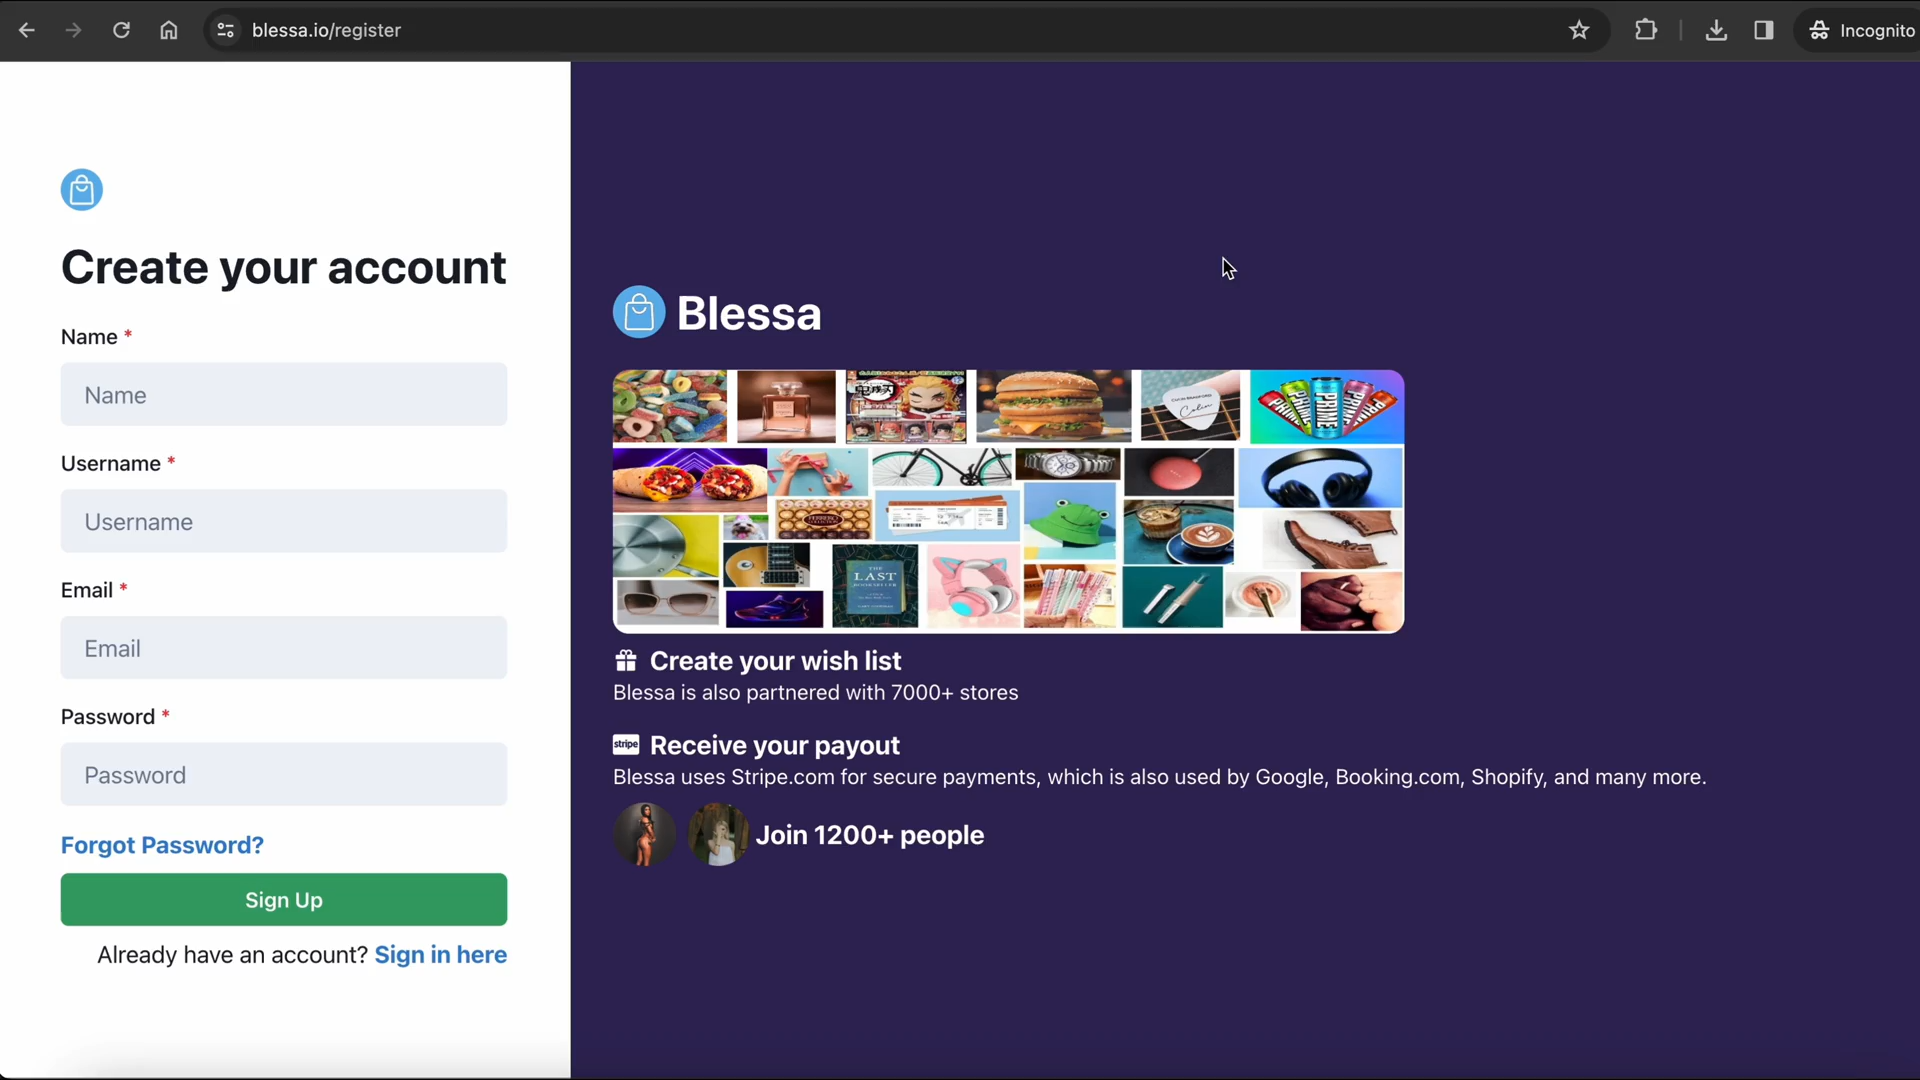 blessa.io/register
Incognito
Create your account
Name *
Name
Username *
Username
Email *
Email
Password *
Password
Forgot Password?
Sign Up
Already have an account? Sign in here
Blessa
PRIME
THE
LAST
Create your wish list
Blessa is also partnered with 7000+ stores
stripe Receive your payout
Blessa uses Stripe.com for secure payments, which is also used by Google, Booking.com, Shopify, and many more.
Join 1200+ people